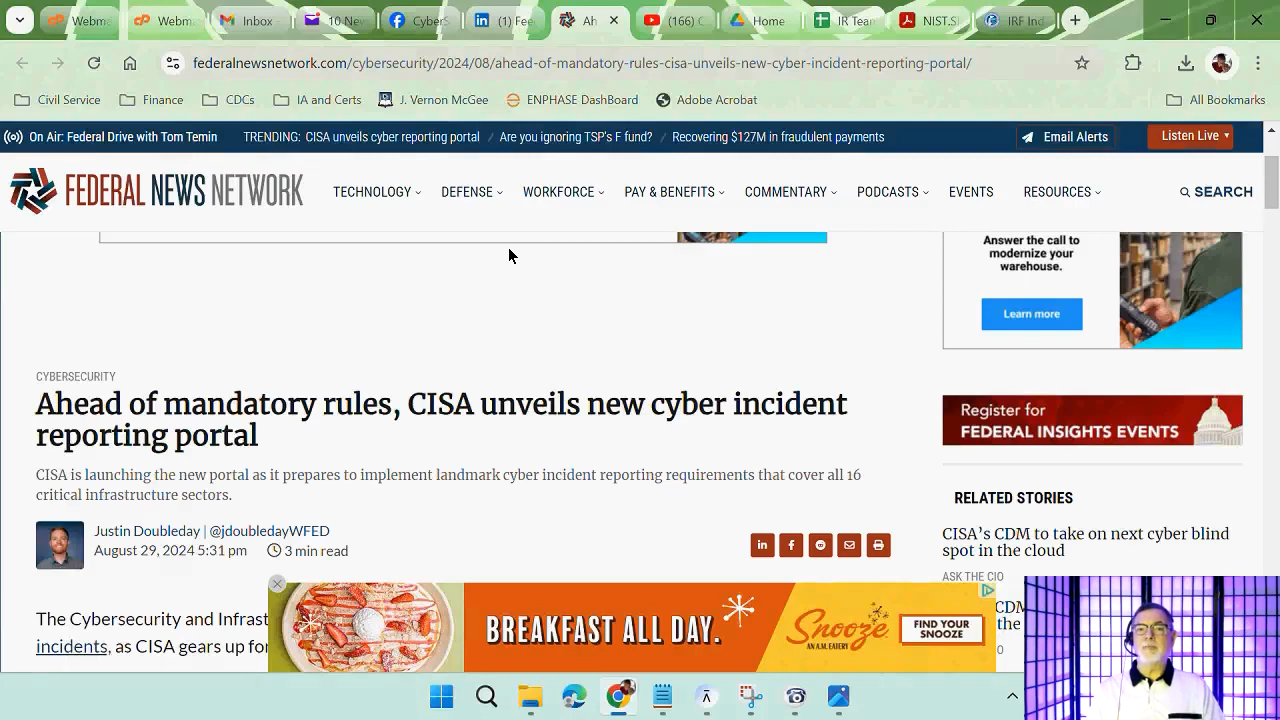 Webm
Webm
Inbox
10 New
CyberS
(1) Fee
Ah
(166) C
Home
IR Tea
NIST.S
IRF Ind
federalnewsnetwork.com/cybersecurity/2024/08/ahead-of-mandatory-rules-cisa-unveils-new-cyber-incident-reporting-portal/
Civil Service
Finance
CDCs
IA and Certs
J. Vernon McGee
ENPHASE DashBoard
Adobe Acrobat
All Bookmarks
On Air: Federal Drive with Tom Temin
TRENDING: CISA unveils cyber reporting portal / Are you ignoring TSP's F fund? / Recovering $127M in fraudulent payments
Email Alerts
Listen Live
FEDERAL NEWS NETWORK
TECHNOLOGY
DEFENSE
WORKFORCE
PAY & BENEFITS
COMMENTARY
PODCASTS
EVENTS
RESOURCES
SEARCH
Answer the call to
modernize your
warehouse.
Learn more
CYBERSECURITY
Ahead of mandatory rules, CISA unveils new cyber incident
reporting portal
CISA is launching the new portal as it prepares to implement landmark cyber incident reporting requirements that cover all 16
critical infrastructure sectors.
Justin Doubleday | @jdoubledayWFED
August 29, 2024 5:31 pm
3 min read
Register for
FEDERAL INSIGHTS EVENTS
RELATED STORIES
CISA's CDM to take on next cyber blind
spot in the cloud
ASK THE CIO
CDM
the
The Cybersecurity and Infrast
incidents, as CISA gears up for
BREAKFAST ALL DAY.
Snooze
AN A.M. EATERY
FIND YOUR
SNOOZE